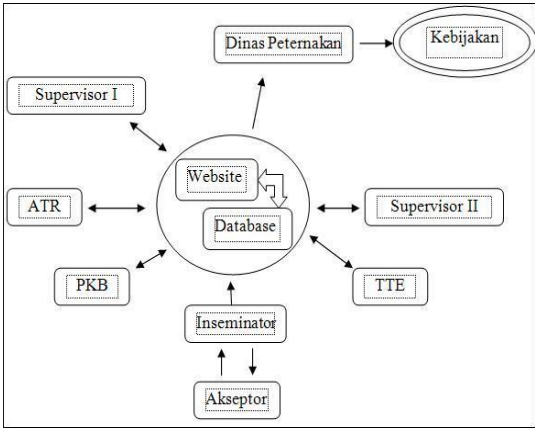 Dinas Peternakan
Kebijakan
Supervisor I
Website
ATR
Supervisor II
Database
PKB
TTE
Inseminator
Akseptor